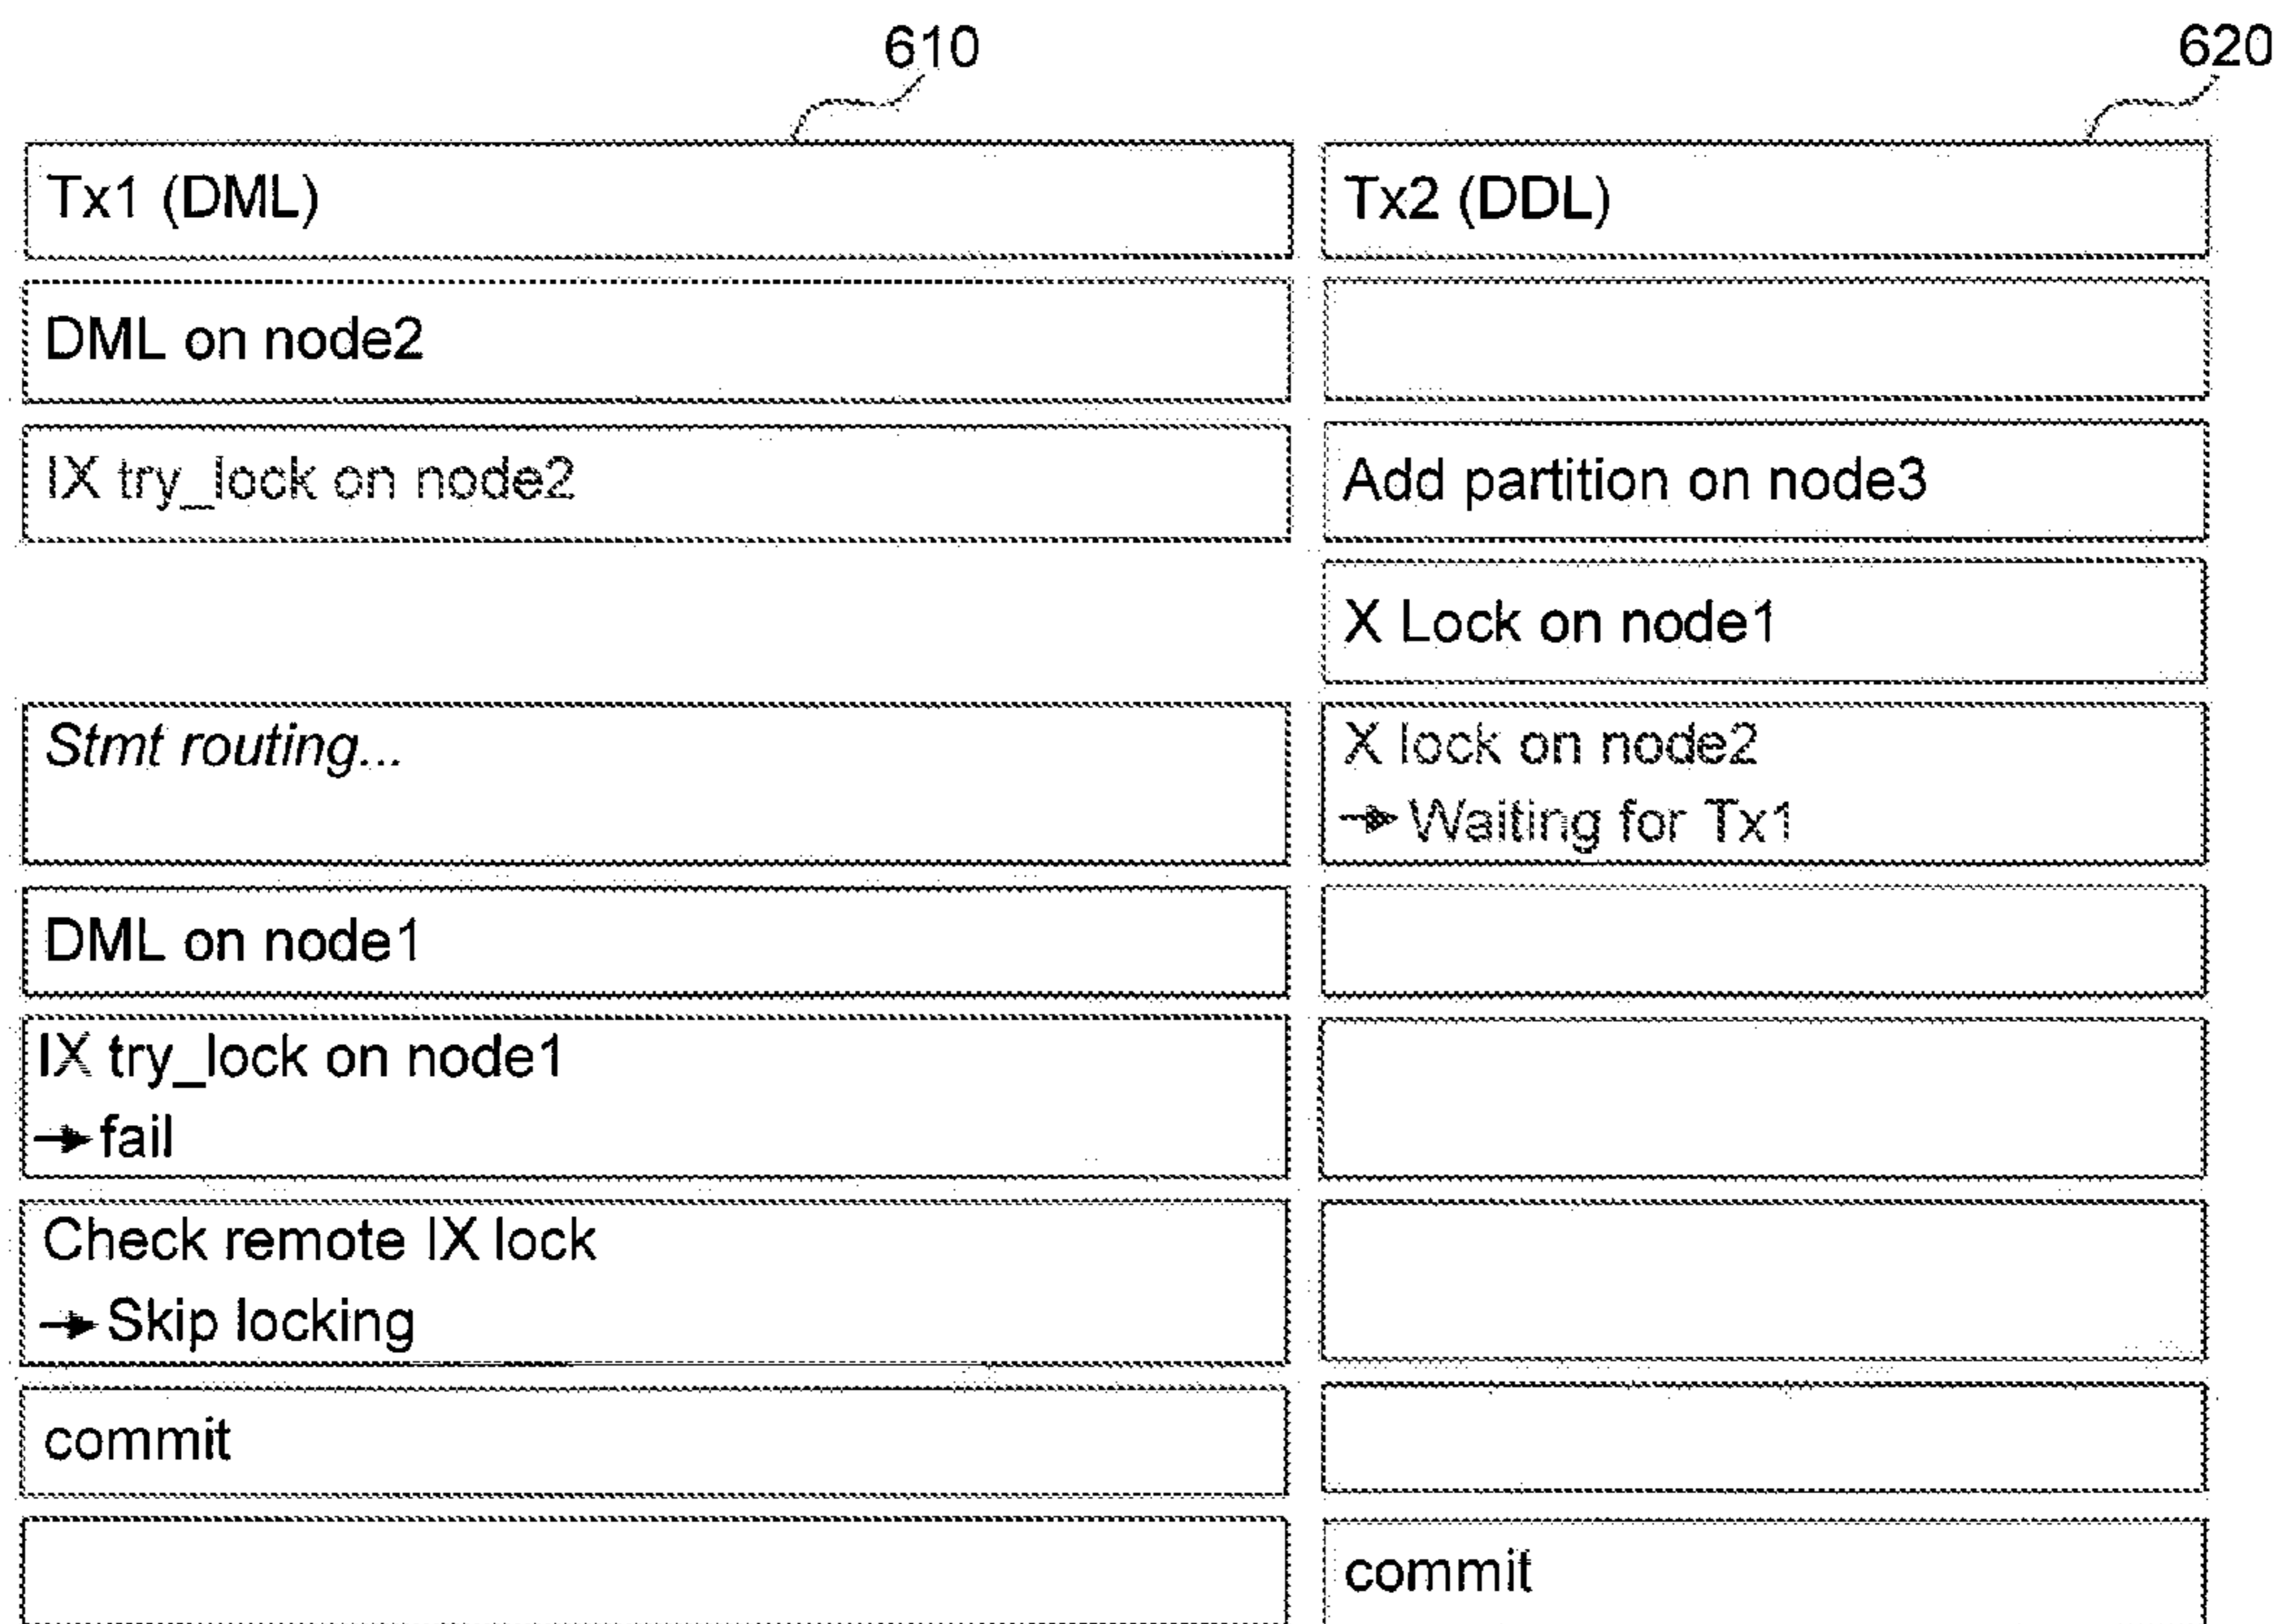 610
620
Tx1 (DML)
Tx2 (DDL)
DML on node2
IX try_lock on node2
Add partition on node3
X Lock on node1
Stmt routing...
X lock on node2
→ Waiting for Tx1
DML on node1
IX try_lock on node1
→ fail
Check remote IX lock
→ Skip locking
commit
commit